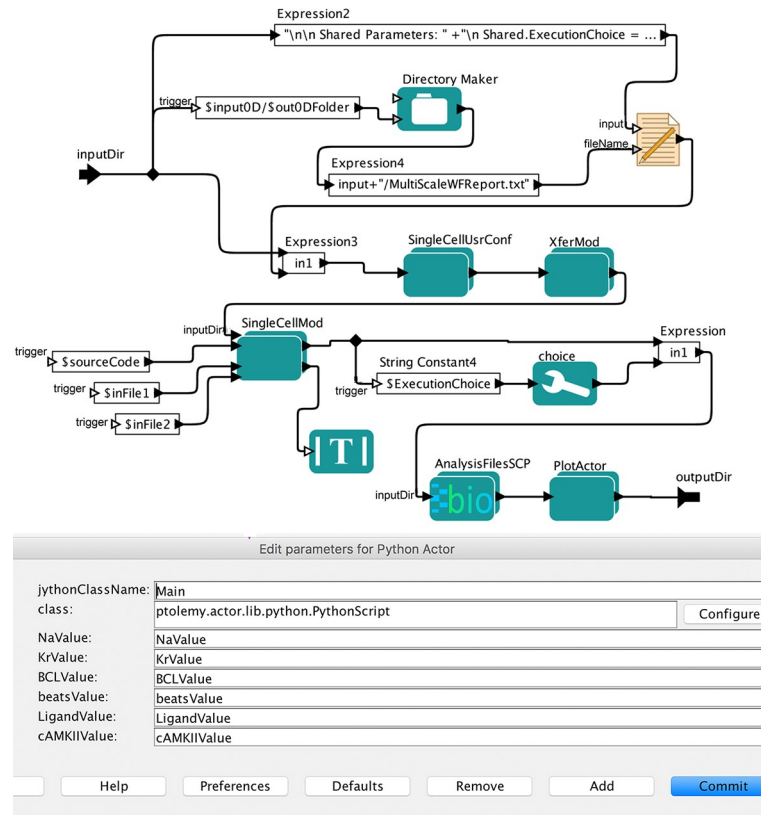 Expression2
"\n\n Shared Parameters: " +"\n Shared.ExecutionChoice = ...
Directory Maker
trigger
$input0D/$out0DFolder
input
fileName
inputDir
Expression4
input+"/MultiScaleWFReport.txt"
Expression3
in1
SingleCellUsrConf
XferMod
inputDir
SingleCellMod
trigger
$sourceCode
trigger
$inFile1
trigger
$inFile2
String Constant4
trigger
$ExecutionChoice
choice
Expression
in1
T
AnalysisFilesSCP
PlotActor
outputDir
inputDir
bio
Edit parameters for Python Actor
jythonClassName: Main
class: ptolemy.actor.lib.python.PythonScript
Configure
NaValue: NaValue
KrValue: KrValue
BCLValue: BCLValue
beatsValue: beatsValue
LigandValue: LigandValue
cAMKIIValue: cAMKIIValue
Help Preferences Defaults Remove Add Commit